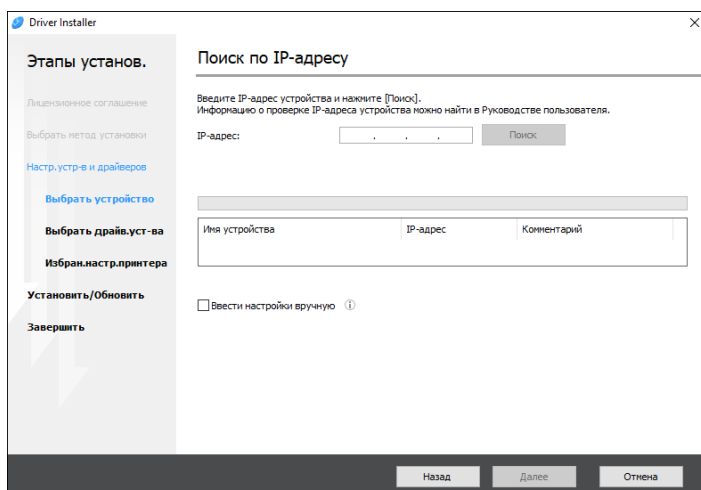 Driver Installer
Этапы установ.
Лицензионное соглашение
Выбрать метод установки
Настр.устр-в и драйверов
Выбрать устройство
Выбрать драйв.уст-ва
Избран.настр.принтера
Установить/Обновить
Завершить
Поиск по IP-адресу
Введите IP-адрес устройства и нажмите [Поиск].
Информацию о проверке IP-адреса устройства можно найти в Руководстве пользователя.
IP-адрес: . . . Поиск
Имя устройства IP-адрес Комментарий
Ввести настройки вручную
Назад Далее Отмена